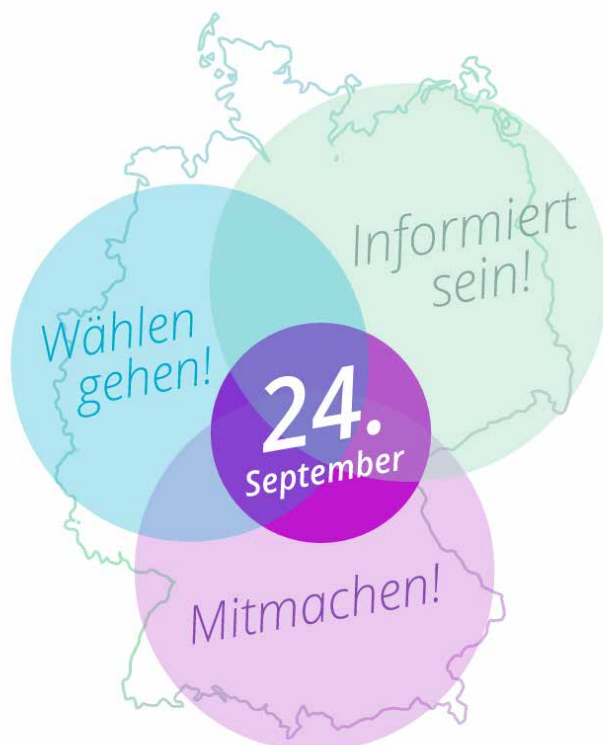 Informiert
sein!
Wählen
gehen!
24.
September
Mitmachen!